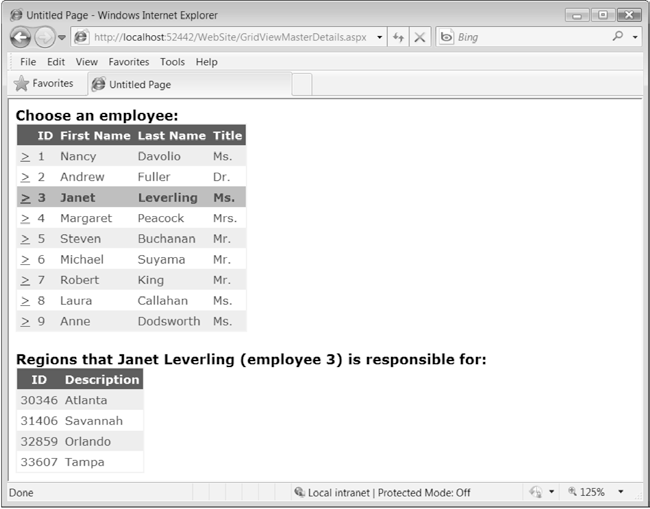 Untitled Page - Windows Internet Explorer
http://localhost:52442/WebSite/GridViewMasterDetails.aspx
Bing
File Edit View Favorites Tools Help
Favorites Untitled Page
Choose an employee:
ID First Name Last Name Title
> 1 Nancy Davolio Ms.
> 2 Andrew Fuller Dr.
> 3 Janet Leverling Ms.
> 4 Margaret Peacock Mrs.
> 5 Steven Buchanan Mr.
> 6 Michael Suyama Mr.
> 7 Robert King Mr.
> 8 Laura Callahan Ms.
> 9 Anne Dodsworth Ms.
Regions that Janet Leverling (employee 3) is responsible for:
ID Description
30346 Atlanta
31406 Savannah
32859 Orlando
33607 Tampa
Done Local intranet | Protected Mode: Off 125%